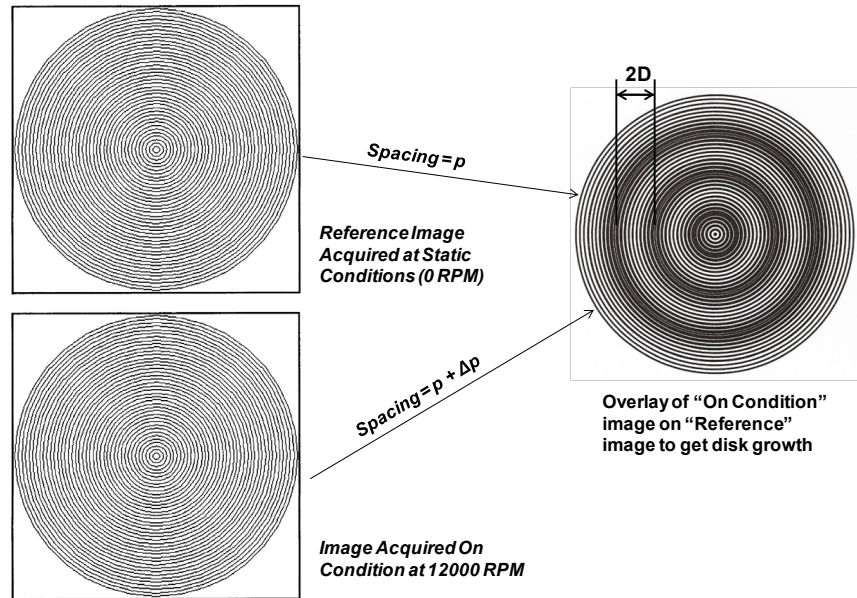 2D
Spacing = p
Reference Image
Acquired at Static
Conditions (0 RPM)
Spacing = p + Δp
Overlay of “On Condition”
image on “Reference”
image to get disk growth
Image Acquired On
Condition at 12000 RPM